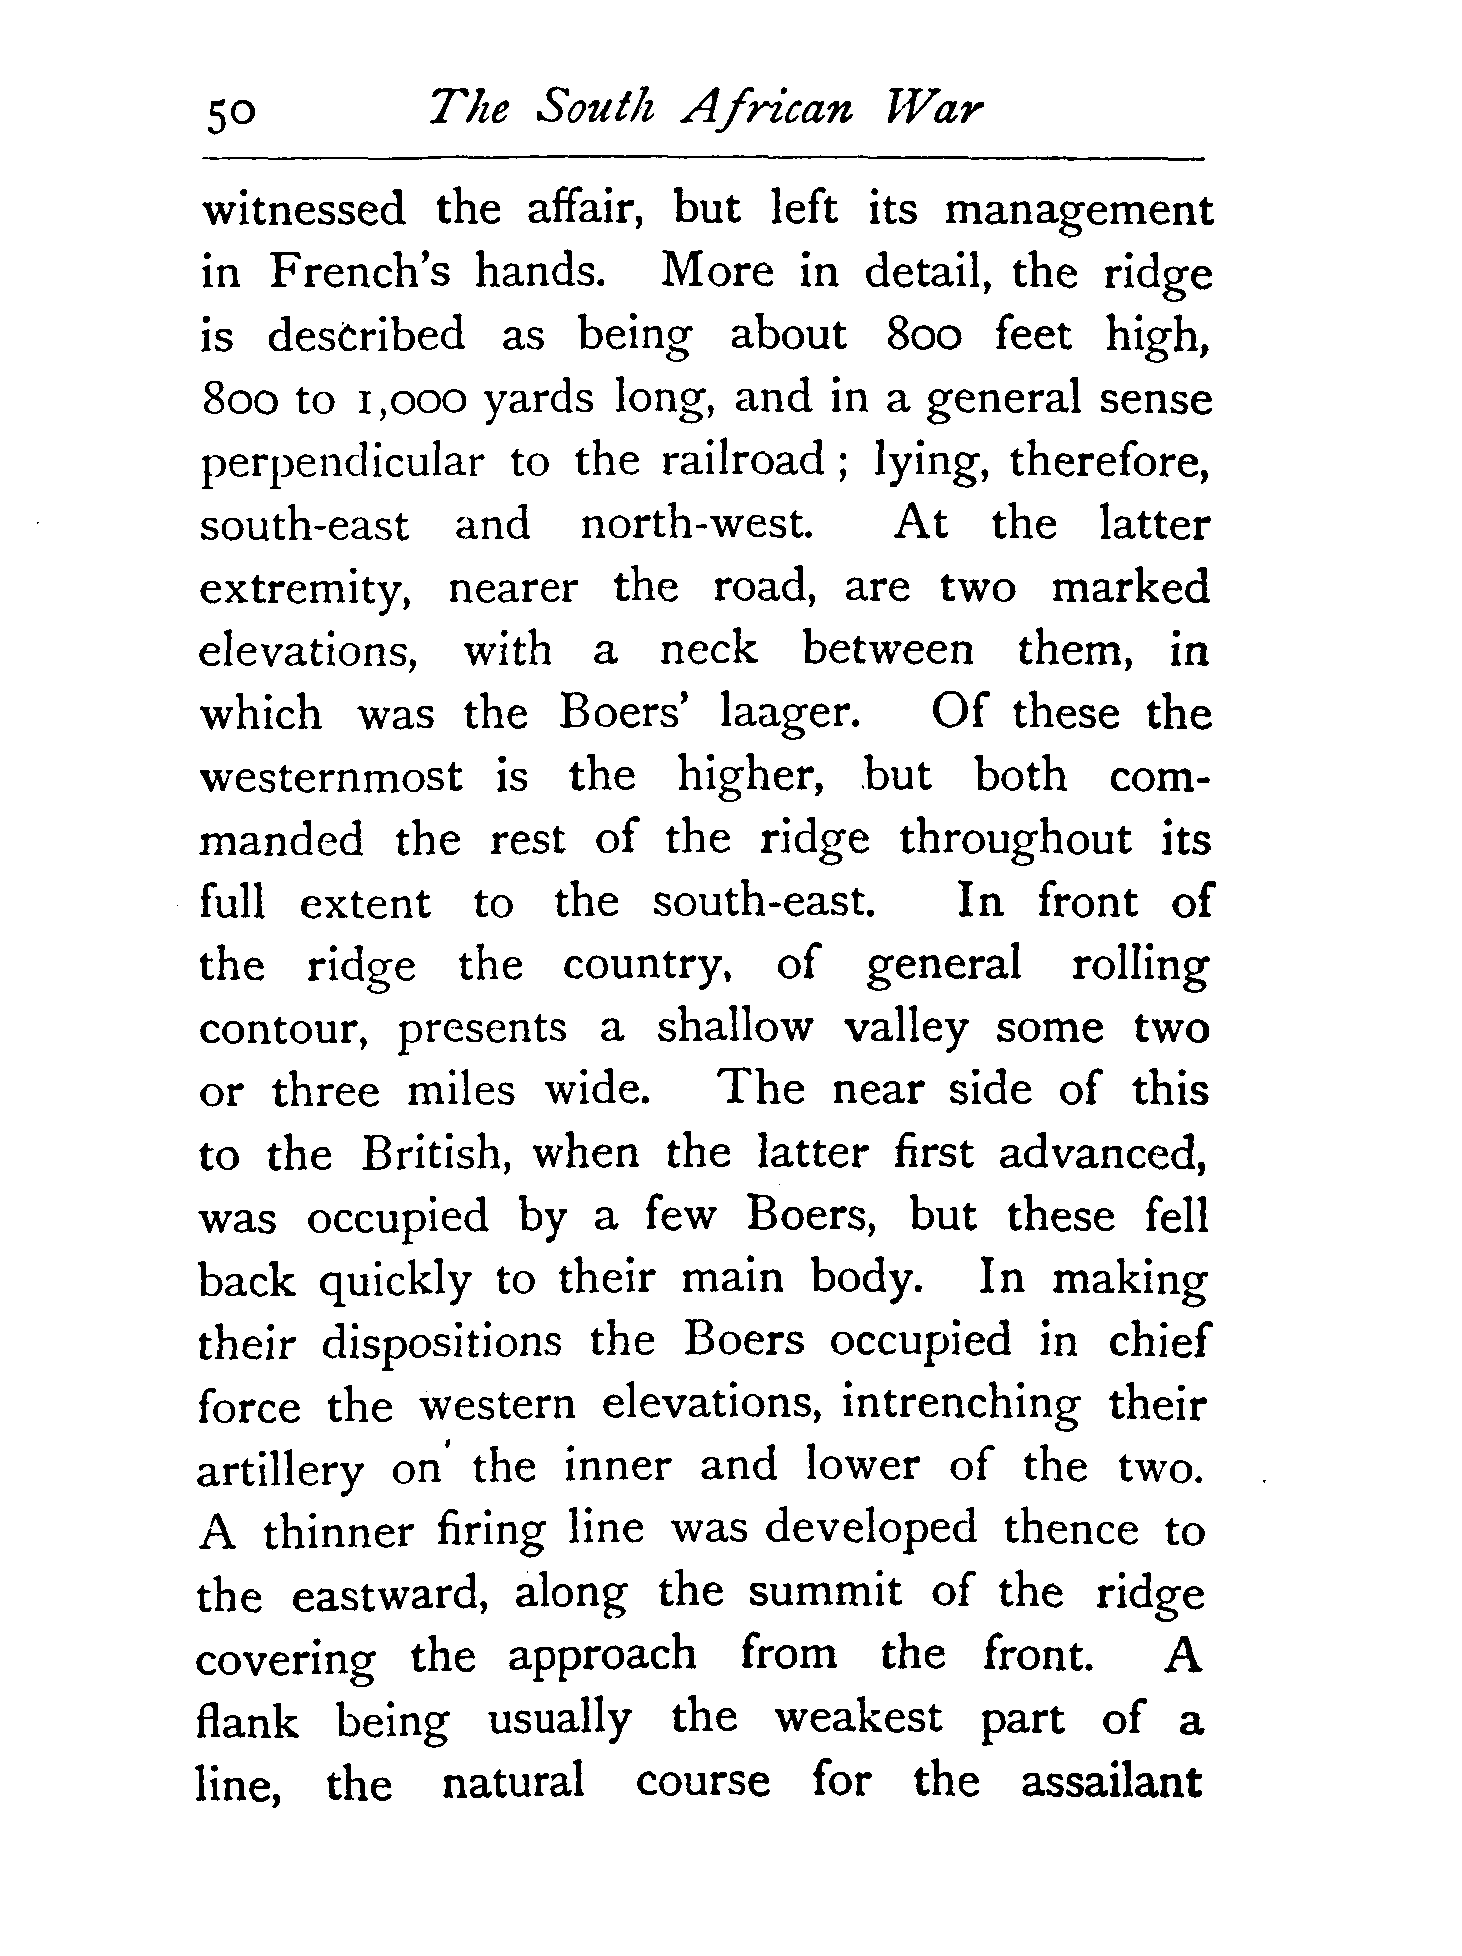 50 The South African War
witnessed the affair, but left its management
in French's hands. More in detail, the ridge
is described as being about 800 feet high,
800 to 1,000 yards long, and in a general sense
perpendicular to the railroad ; lying, therefore,
south-east and north-west. At the latter
extremity, nearer the road, are two marked
elevations, with a neck between them, in
which was the Boers' laager. Of these the
westernmost is the higher, but both com-
manded the rest of the ridge throughout its
full extent to the south-east. In front of
the ridge the country, of general rolling
contour, presents a shallow valley some two
or three miles wide. The near side of this
to the British, when the latter first advanced,
was occupied by a few Boers, but these fell
back quickly to their main body. In making
their dispositions the Boers occupied in chief
force the western elevations, intrenching their
artillery on the inner and lower of the two.
A thinner firing line was developed thence to
the eastward, along the summit of the ridge
covering the approach from the front. A
flank being usually the weakest part of a
line, the natural course for the assailant